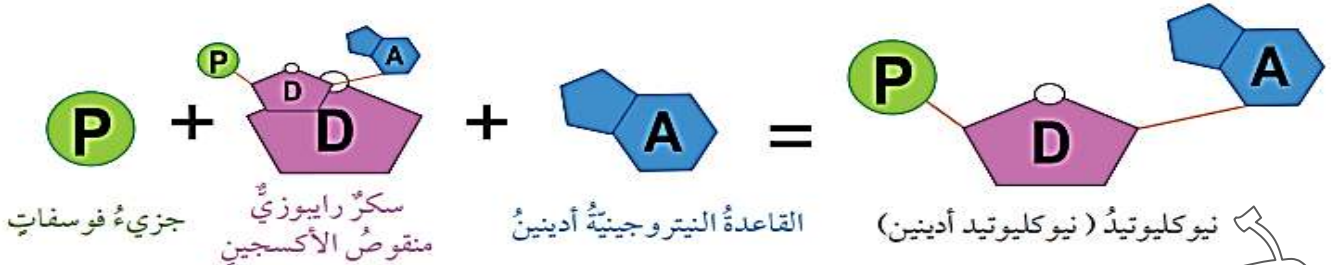 P + P D A D + A = P D A
جزيءُ فوسفاتٍ
سكرٌ رايبوزيٌّ
منقوصُ الأكسجينِ
القاعدةُ النيتروجينيّةُ أدينينُ
نيوكليوتيدُ ( نيوكليوتيد أدينين)